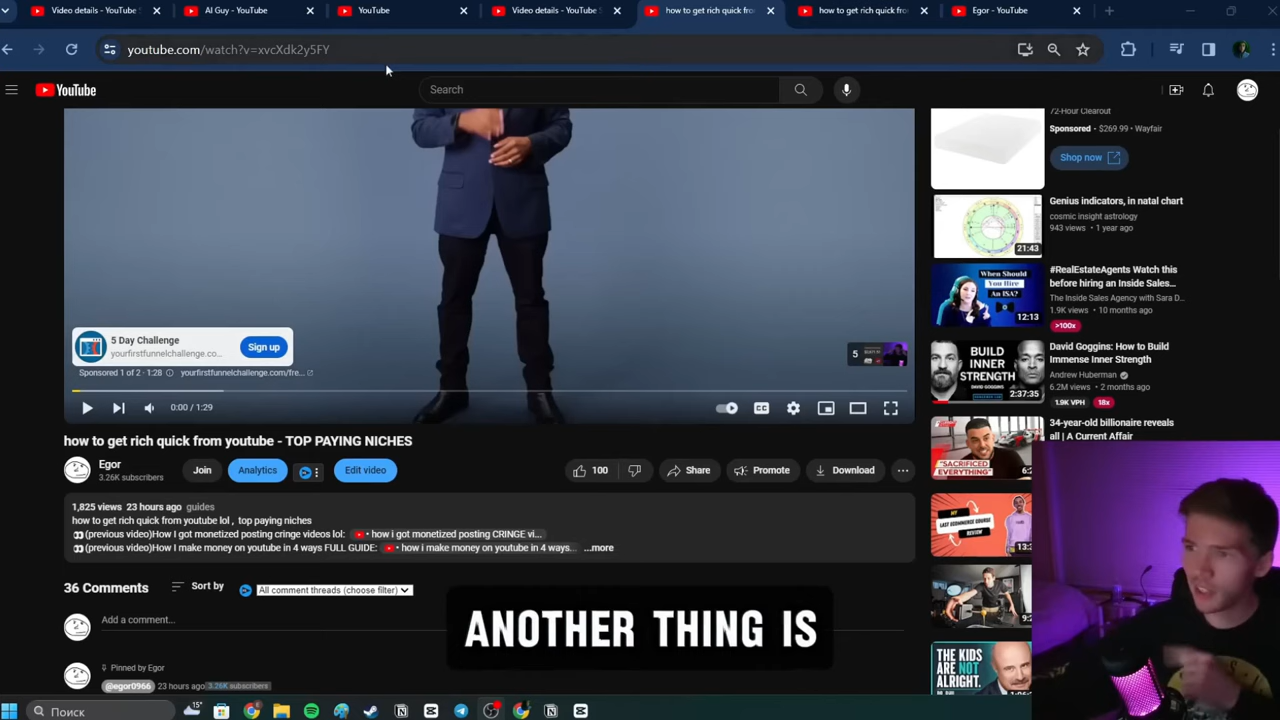 Video details - YouTube S
AI Guy - YouTube
YouTube
Video details - YouTube S
how to get rich quick from
how to get rich quick from
Egor - YouTube
youtube.com/watch?v=xvcXdk2y5FY
YouTube
Search
72-Hour Clearout
Sponsored · $269.99 · Wayfair
Shop now
Genius indicators, in natal chart
cosmic insight astrology
943 views · 1 year ago
21:43
When Should
You Hire
An ISA?
12:13
#RealEstateAgents Watch this
before hiring an Inside Sales...
The Inside Sales Agency with Sara D...
1.9K views · 10 months ago
>100x
BUILD
INNER
STRENGTH
DAVID GOGGINS
2:37:35
David Goggins: How to Build
Immense Inner Strength
Andrew Huberman
6.2M views · 2 months ago
1.9K VPH
18x
5 Day Challenge
yourfirstfunnelchallenge.co...
Sign up
Sponsored 1 of 2 · 1:28
yourfirstfunnelchallenge.com/fre...
5
0:00 / 1:29
"SACRIFICED
EVERYTHING"
34-year-old billionaire reveals
all | A Current Affair
how to get rich quick from youtube - TOP PAYING NICHES
Egor
3.26K subscribers
Join
Analytics
Edit video
100
Share
Promote
Download
1,825 views 23 hours ago guides
how to get rich quick from youtube lol , top paying niches
(previous video)How I got monetized posting cringe videos lol:
• how i got monetized posting CRINGE vi...
(previous video)How I make money on youtube in 4 ways FULL GUIDE:
• how i make money on youtube in 4 ways...
...more
MY
LAST ECOMMERCE COURSE
REVIEW
36 Comments
Sort by
All comment threads (choose filter)
Add a comment...
Pinned by Egor
@egor0966
23 hours ago
3.26K subscribers
ANOTHER THING IS
THE KIDS
ARE NOT
ALRIGHT.
Поиск
15°